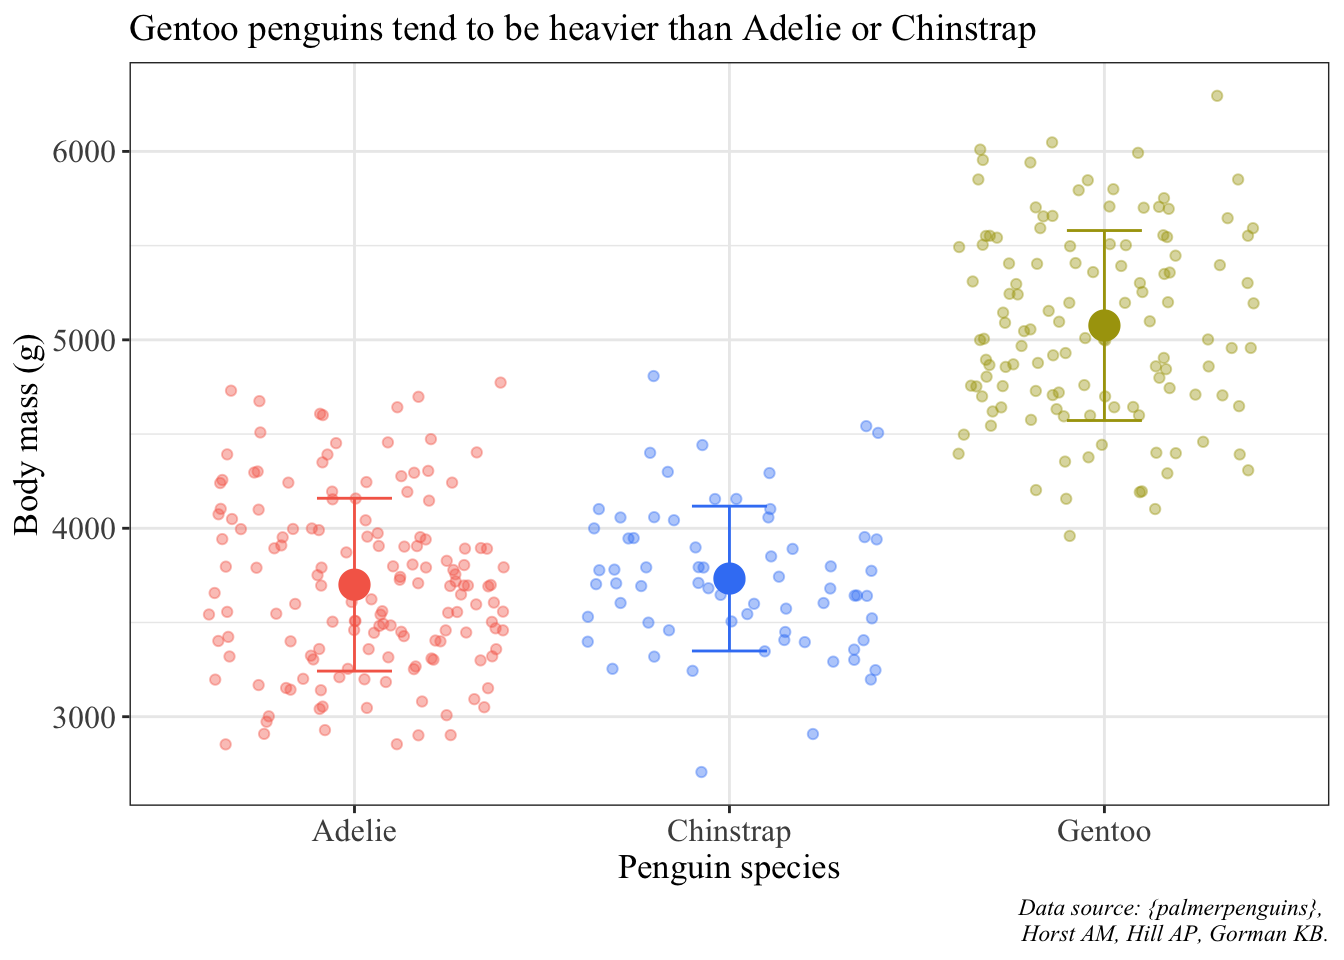 Gentoo penguins tend to be heavier than Adelie or Chinstrap
6000
5000
4000
3000
Body mass (g)
Adelie
Chinstrap
Gentoo
Penguin species
Data source: {palmerpenguins},
Horst AM, Hill AP, Gorman KB.